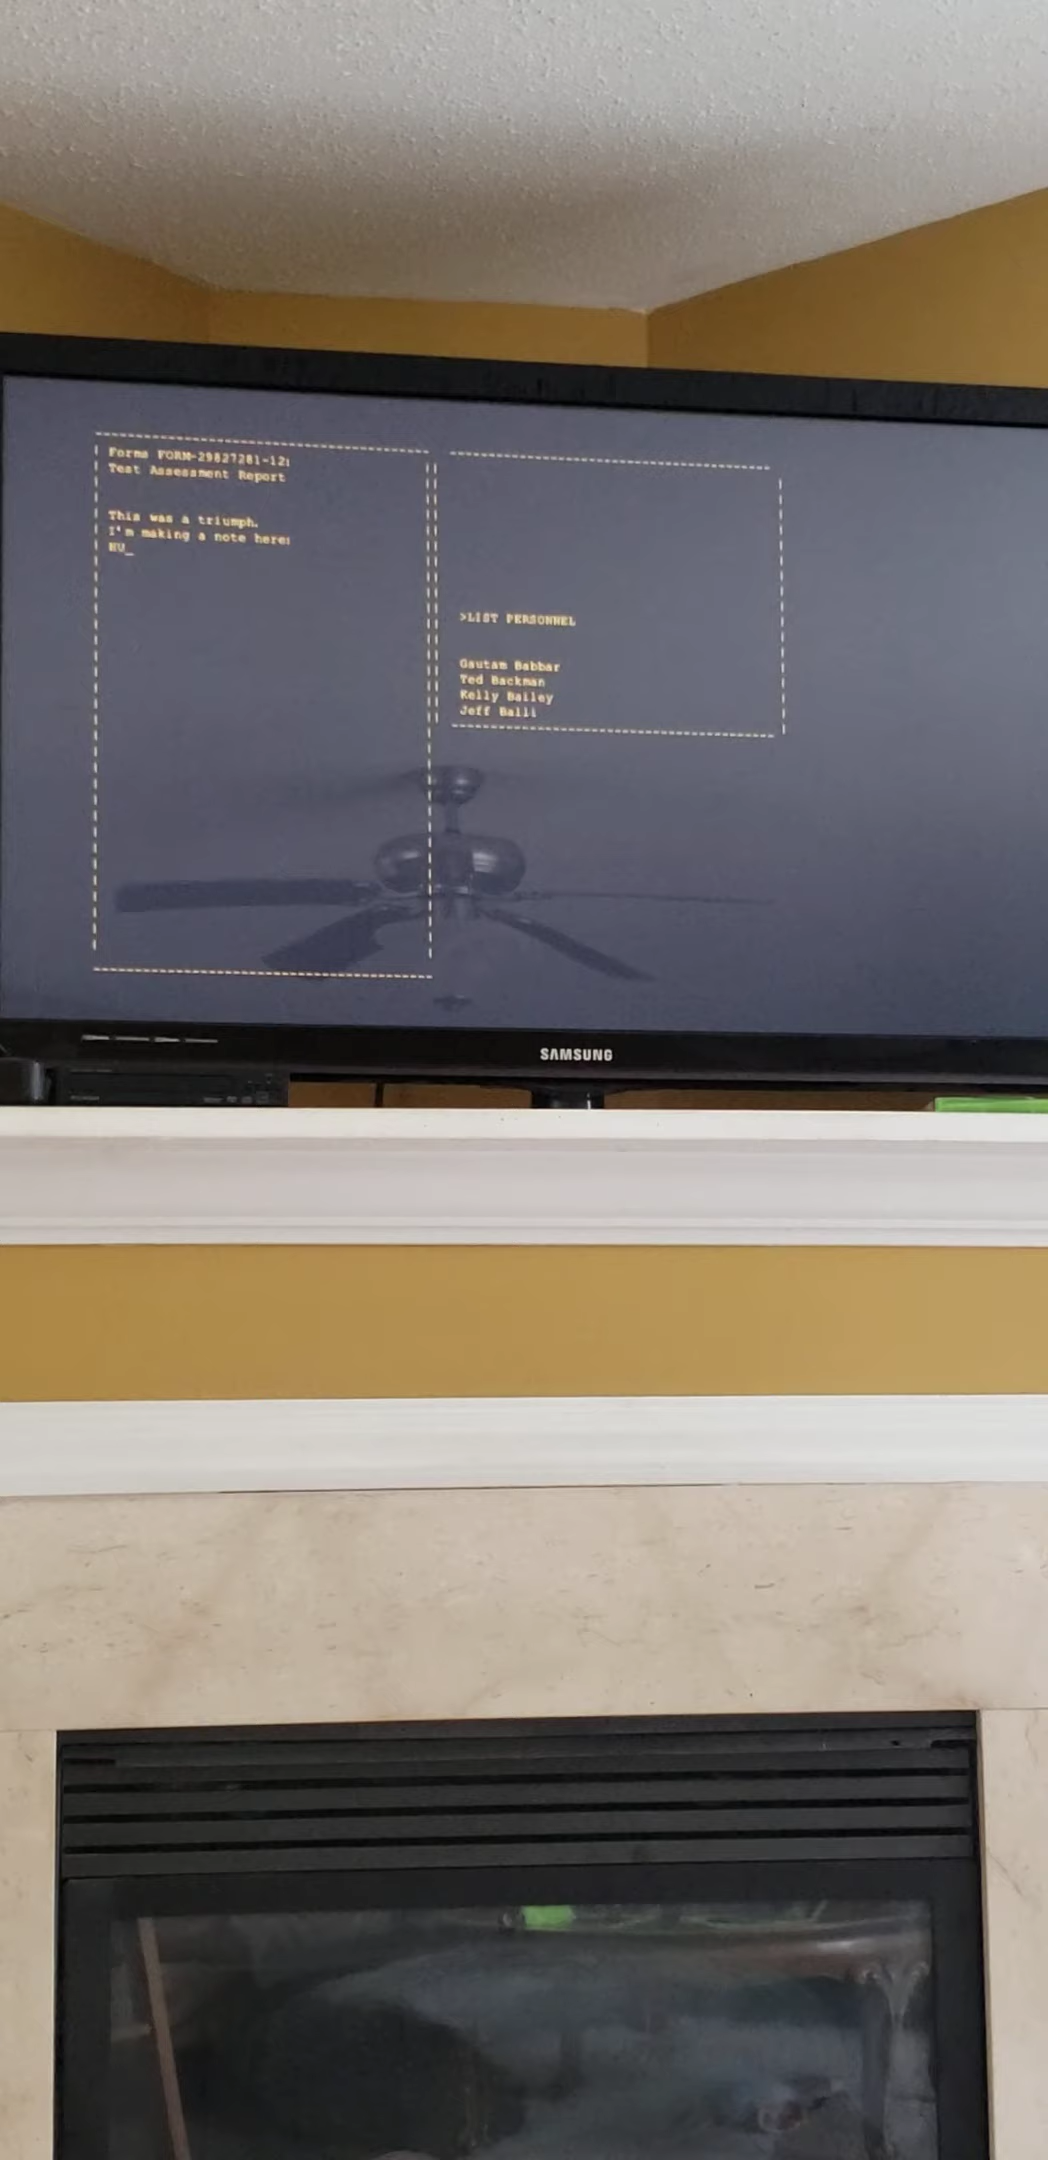 Forms FORM-29827281-12:
Test Assessment Report
This was a triumph.
I'm making a note here:
HU_
>LIST PERSONNEL
Gautam Babbar
Ted Backman
Kelly Bailey
Jeff Balli
SAMSUNG